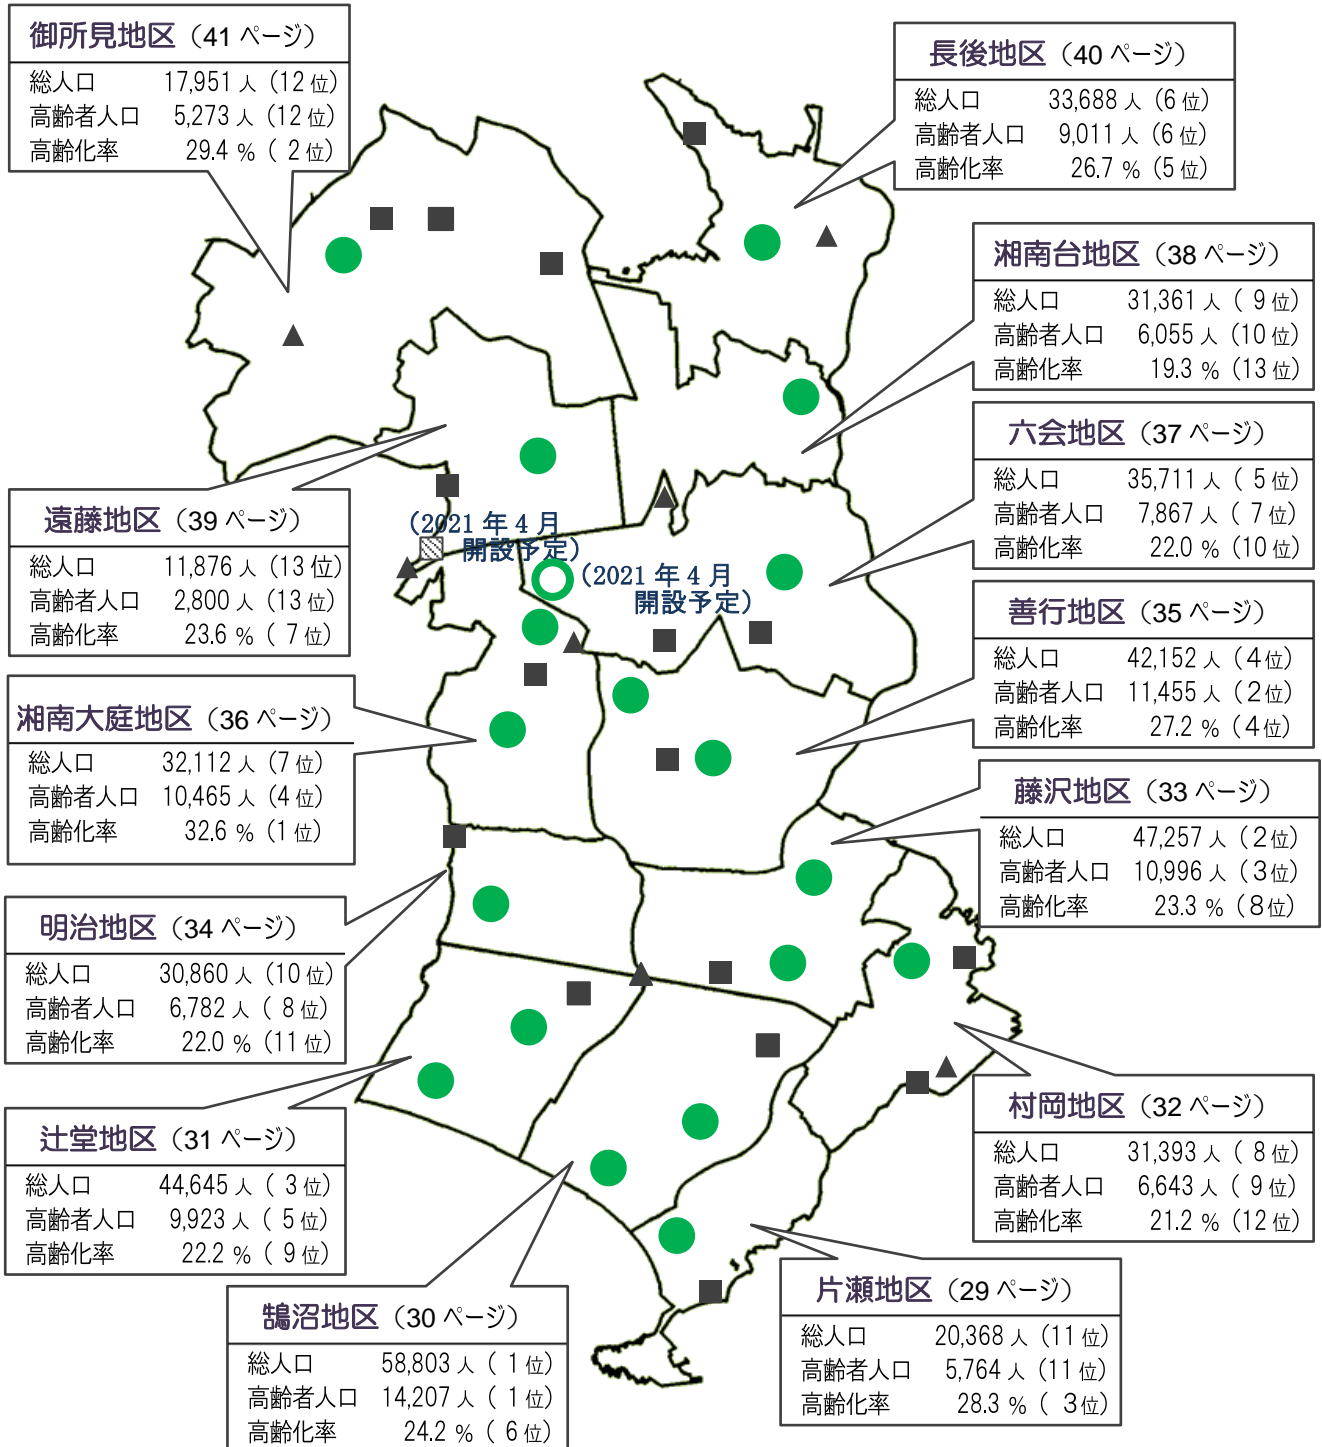 御所見地区（41 ページ）
総人口 17,951 人（12 位）
高齢者人口 5,273 人（12 位）
高齢化率 29.4 %（ 2 位）
長後地区（40 ページ）
総人口 33,688 人（6 位）
高齢者人口 9,011 人（6 位）
高齢化率 26.7 %（5 位）
湘南台地区（38 ページ）
総人口 31,361 人（ 9 位）
高齢者人口 6,055 人（10 位）
高齢化率 19.3 %（13 位）
六会地区（37 ページ）
総人口 35,711 人（ 5 位）
高齢者人口 7,867 人（ 7 位）
高齢化率 22.0 %（10 位）
遠藤地区（39 ページ）
総人口 11,876 人（13 位）
高齢者人口 2,800 人（13 位）
高齢化率 23.6 %（ 7 位）
（2021 年 4 月
開設予定）
（2021 年 4 月
開設予定）
善行地区（35 ページ）
総人口 42,152 人（4 位）
高齢者人口 11,455 人（2 位）
高齢化率 27.2 %（4 位）
湘南大庭地区（36 ページ）
総人口 32,112 人（7 位）
高齢者人口 10,465 人（4 位）
高齢化率 32.6 %（1 位）
藤沢地区（33 ページ）
総人口 47,257 人（2 位）
高齢者人口 10,996 人（3 位）
高齢化率 23.3 %（8 位）
明治地区（34 ページ）
総人口 30,860 人（10 位）
高齢者人口 6,782 人（ 8 位）
高齢化率 22.0 %（11 位）
村岡地区（32 ページ）
総人口 31,393 人（ 8 位）
高齢者人口 6,643 人（ 9 位）
高齢化率 21.2 %（12 位）
辻堂地区（31 ページ）
総人口 44,645 人（ 3 位）
高齢者人口 9,923 人（ 5 位）
高齢化率 22.2 %（ 9 位）
片瀬地区（29 ページ）
総人口 20,368 人（11 位）
高齢者人口 5,764 人（11 位）
高齢化率 28.3 %（ 3 位）
鵠沼地区（30 ページ）
総人口 58,803 人（ 1 位）
高齢者人口 14,207 人（ 1 位）
高齢化率 24.2 %（ 6 位）